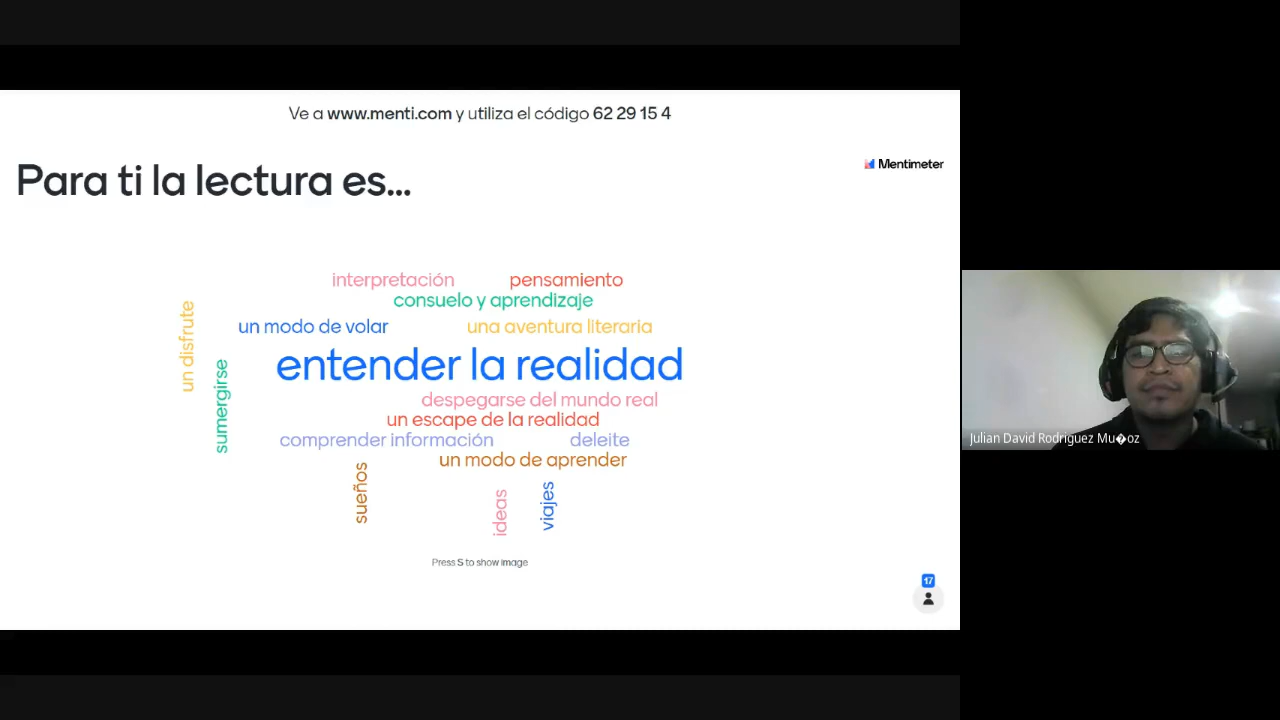 Ve a www.menti.com y utiliza el código 62 29 15 4
Mentimeter
Para ti la lectura es...
interpretación
pensamiento
consuelo y aprendizaje
un disfrute
un modo de volar
una aventura literaria
sumergirse
entender la realidad
despegarse del mundo real
un escape de la realidad
comprender información
deleite
un modo de aprender
sueños
ideas
viajes
Press S to show image
17
Julian David Rodriguez Mu�oz